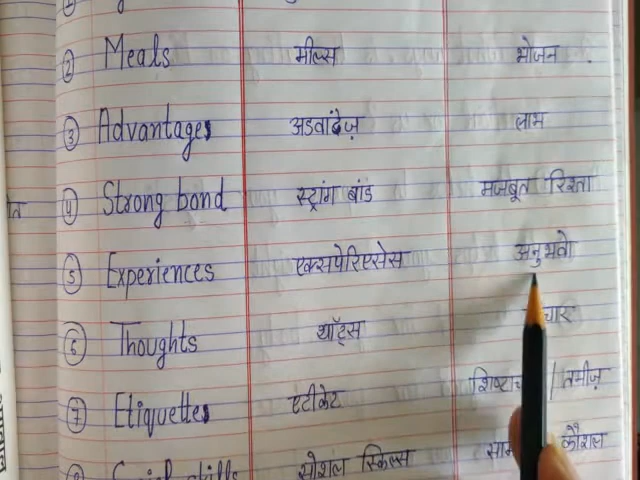 ② Meals मील्स भोजन .
③ Advantages अडवांटेज़ लाभ
④ Strong bond स्ट्रांग बांड मजबूत रिश्ता
⑤ Experiences एक्सपेरिएंसेस अनुभवो
⑥ Thoughts थॉट्स चार
⑦ Etiquettes एटीकेट / तमीज़
सोशल स्किल्स कौशल